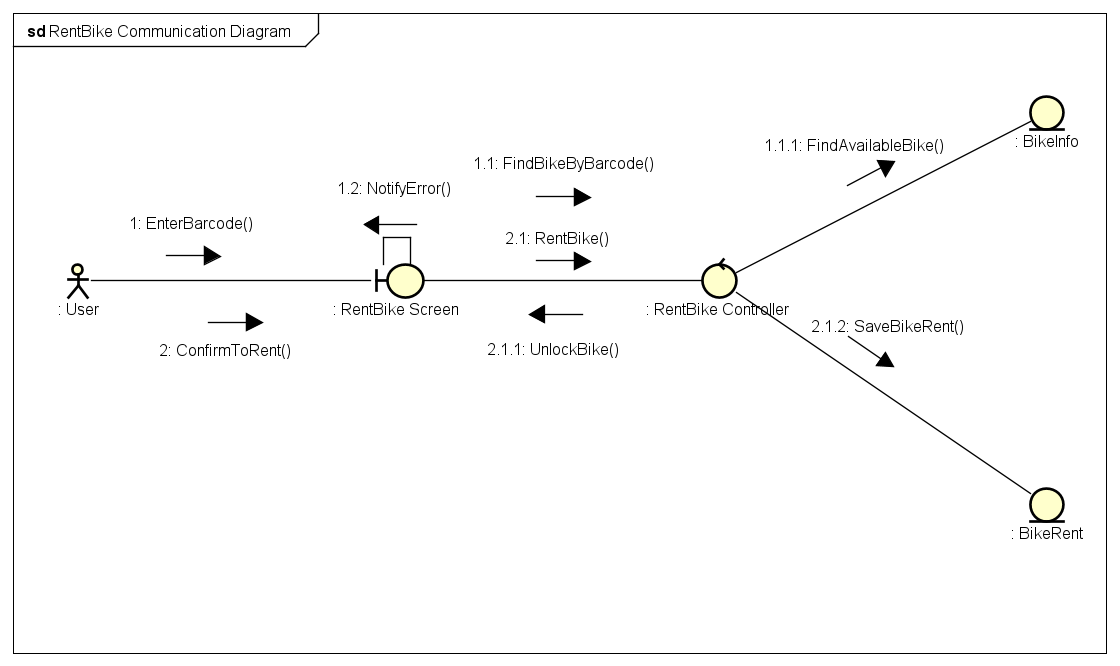 sd RentBike Communication Diagram
: BikeInfo
1.1.1: FindAvailableBike()
1.1: FindBikeByBarcode()
1.2: NotifyError()
1: EnterBarcode()
2.1: RentBike()
: User
: RentBike Screen
: RentBike Controller
2.1.2: SaveBikeRent()
2: ConfirmToRent()
2.1.1: UnlockBike()
: BikeRent